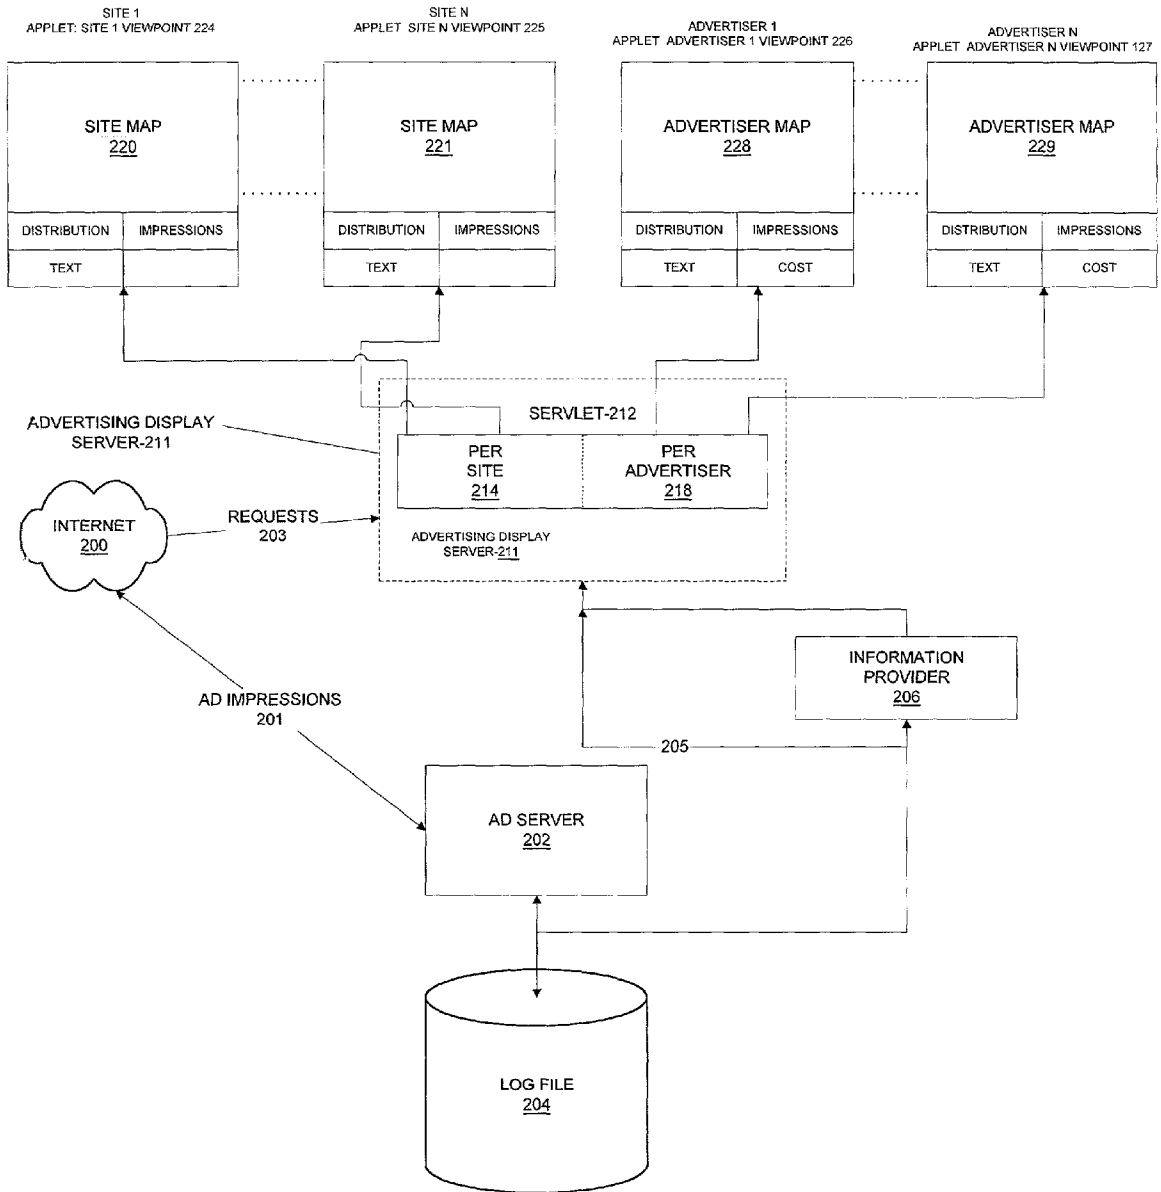 SITE 1
APPLET: SITE 1 VIEWPOINT 224
SITE N
APPLET SITE N VIEWPOINT 225
ADVERTISER 1
APPLET ADVERTISER 1 VIEWPOINT 226
ADVERTISER N
APPLET ADVERTISER N VIEWPOINT 127
SITE MAP
220
SITE MAP
221
ADVERTISER MAP
228
ADVERTISER MAP
229
DISTRIBUTION
IMPRESSIONS
DISTRIBUTION
IMPRESSIONS
DISTRIBUTION
IMPRESSIONS
DISTRIBUTION
IMPRESSIONS
TEXT
TEXT
TEXT
COST
TEXT
COST
SERVLET-212
ADVERTISING DISPLAY
SERVER-211
PER
SITE
214
PER
ADVERTISER
218
INTERNET
200
REQUESTS
203
ADVERTISING DISPLAY
SERVER-211
INFORMATION
PROVIDER
206
AD IMPRESSIONS
201
205
AD SERVER
202
LOG FILE
204